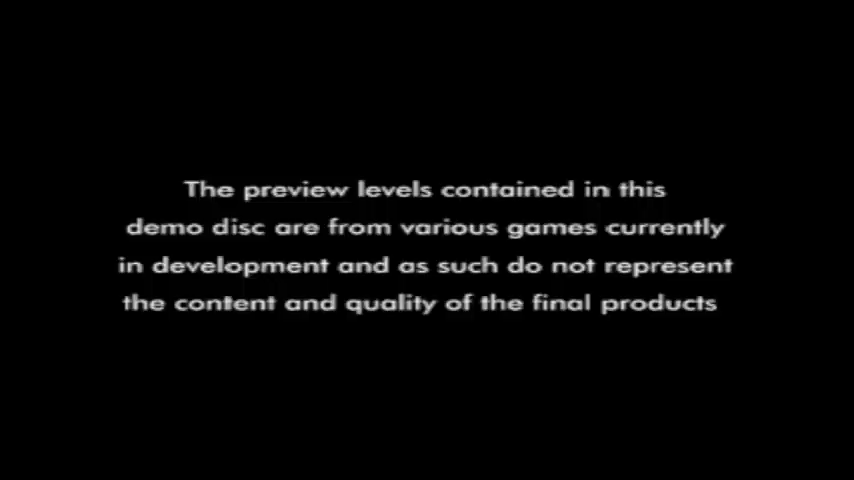 The preview levels contained in this
demo disc are from various games currently
in development and as such do not represent
the content and quality of the final products